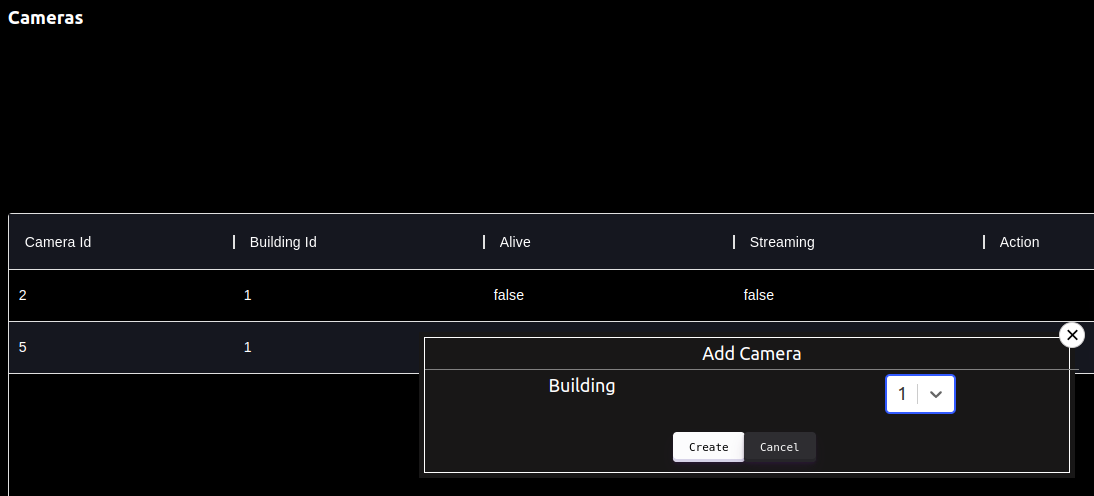 Cameras
Camera Id Building Id Alive Streaming Action
2 1 false false
5 1
Add Camera
Building 1
Create Cancel